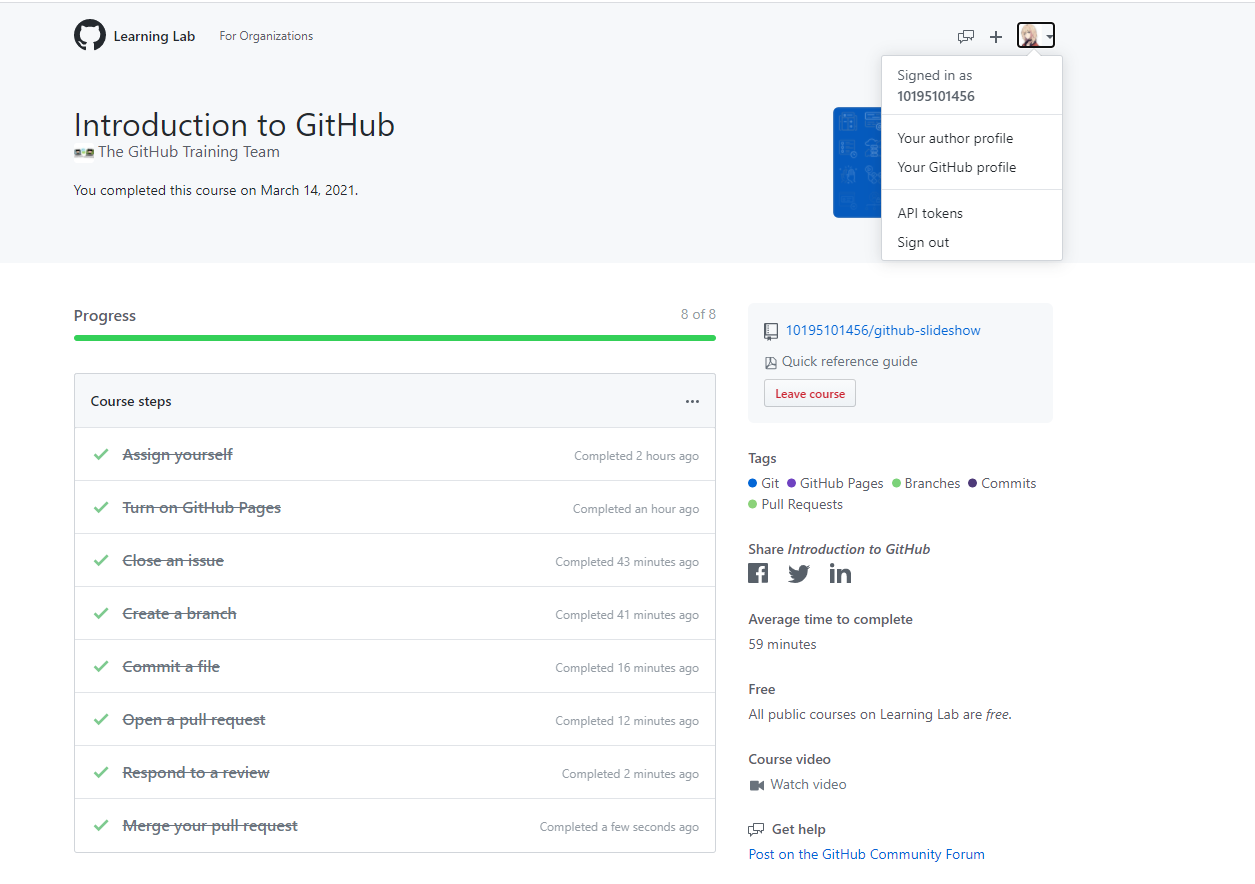 Learning Lab
For Organizations
Signed in as
10195101456
Your author profile
Your GitHub profile
API tokens
Sign out
Introduction to GitHub
The GitHub Training Team
You completed this course on March 14, 2021.
Progress
8 of 8
Course steps
Assign yourself
Completed 2 hours ago
Turn on GitHub Pages
Completed an hour ago
Close an issue
Completed 43 minutes ago
Create a branch
Completed 41 minutes ago
Commit a file
Completed 16 minutes ago
Open a pull request
Completed 12 minutes ago
Respond to a review
Completed 2 minutes ago
Merge your pull request
Completed a few seconds ago
10195101456/github-slideshow
Quick reference guide
Leave course
Tags
Git GitHub Pages Branches Commits
Pull Requests
Share Introduction to GitHub
Average time to complete
59 minutes
Free
All public courses on Learning Lab are free.
Course video
Watch video
Get help
Post on the GitHub Community Forum